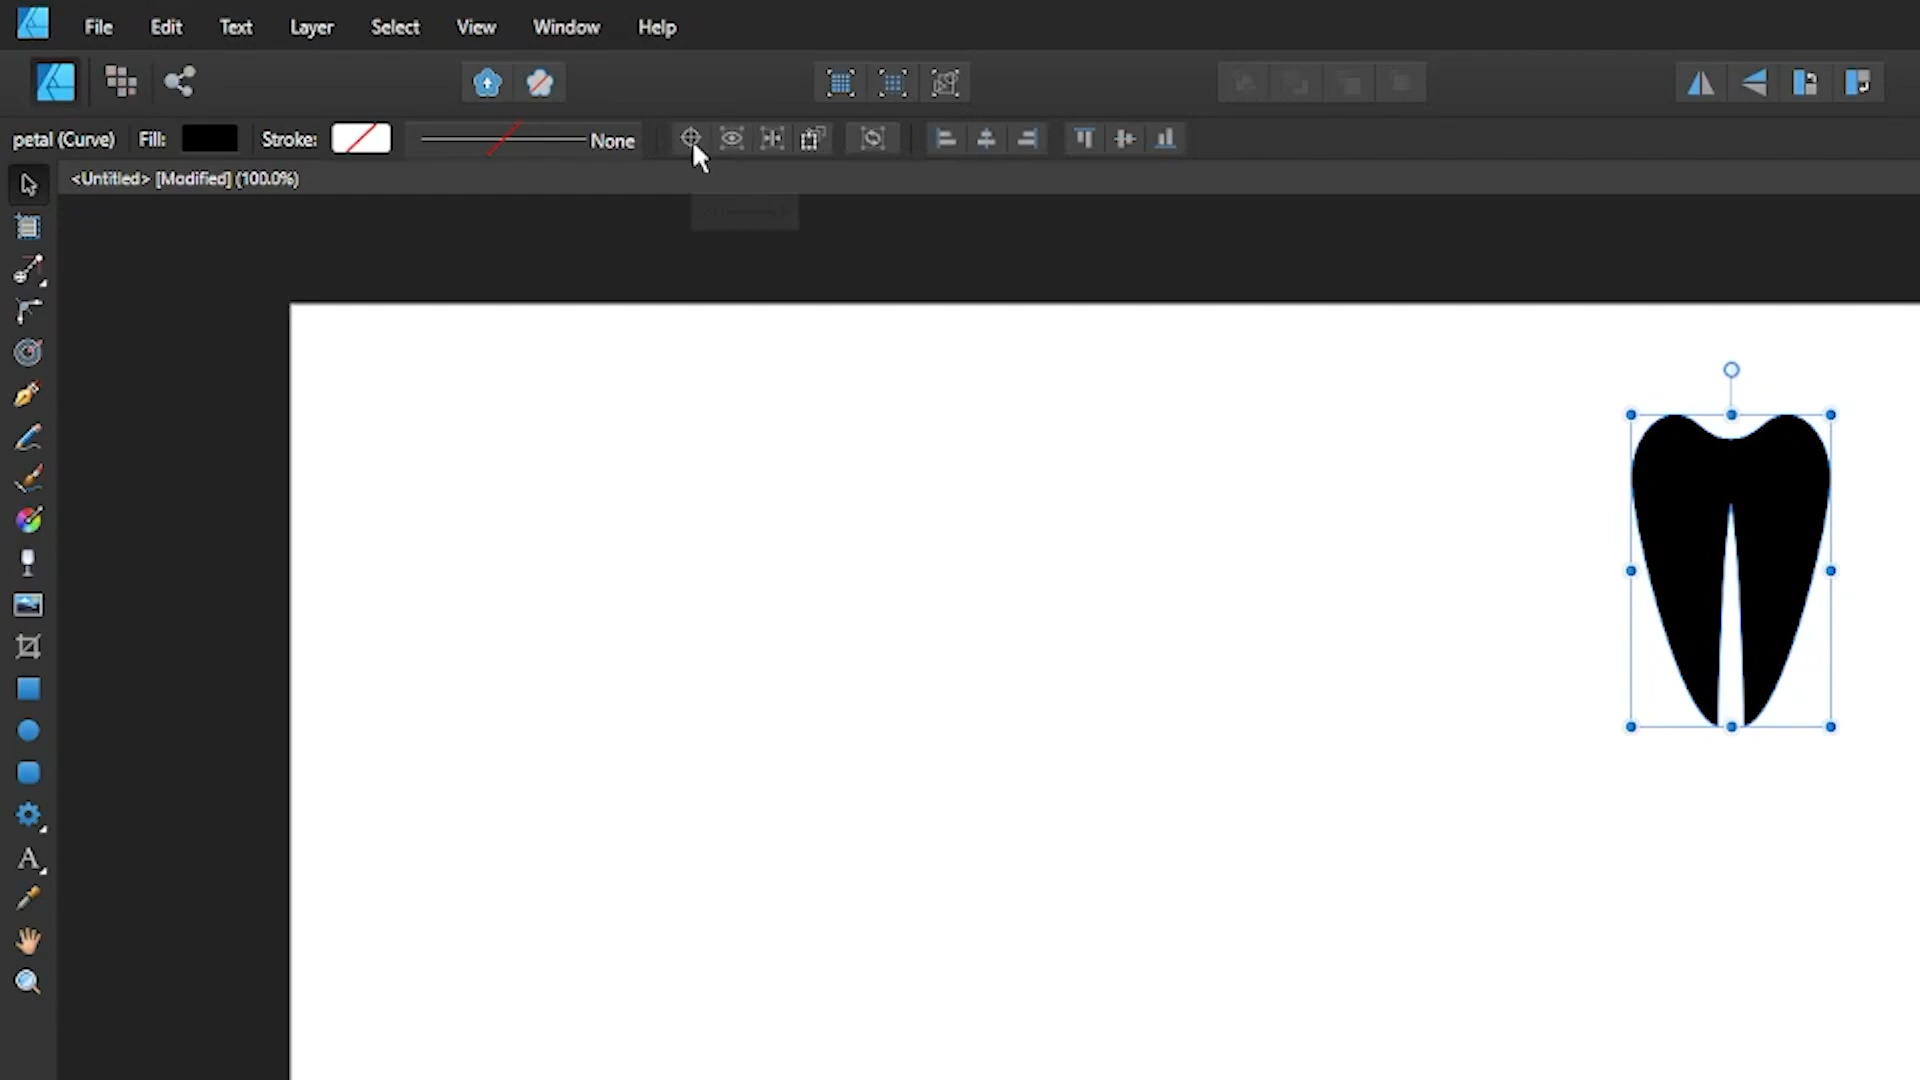 File Edit Text Layer Select View Window Help
petal (Curve) Fill: Stroke: None
<Untitled> [Modified] (100.0%)